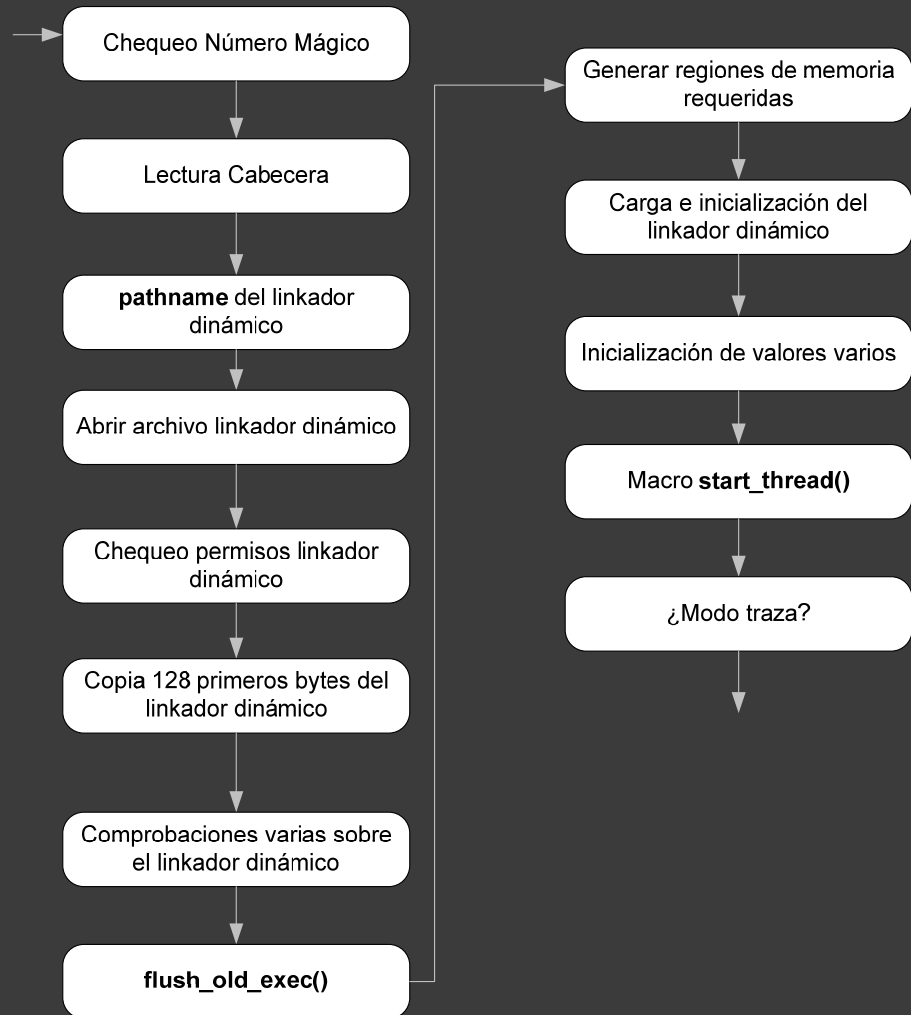 Chequeo Número Mágico
Lectura Cabecera
pathname del linkador
dinámico
Abrir archivo linkador dinámico
Chequeo permisos linkador
dinámico
Copia 128 primeros bytes del
linkador dinámico
Comprobaciones varias sobre
el linkador dinámico
flush_old_exec()
Generar regiones de memoria
requeridas
Carga e inicialización del
linkador dinámico
Inicialización de valores varios
Macro start_thread()
¿Modo traza?